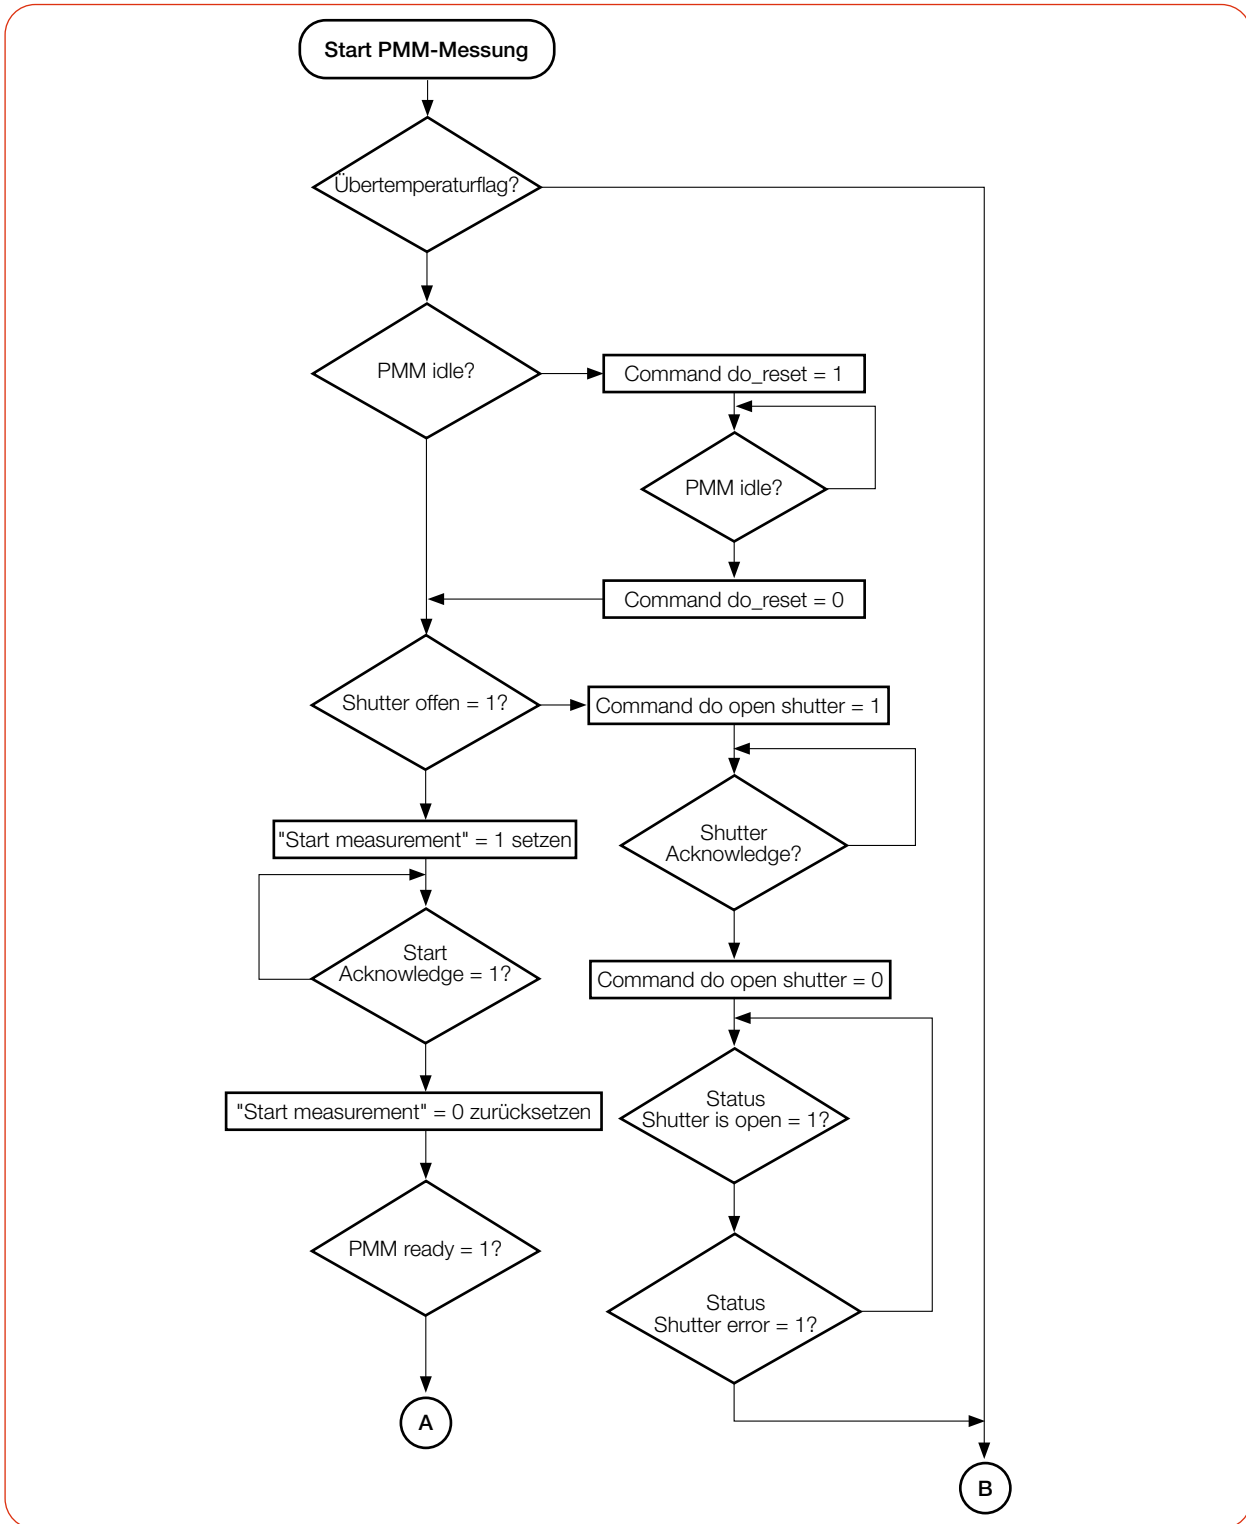 Start PMM-Messung
Übertemperaturflag?
PMM idle?
Command do_reset = 1
PMM idle?
Command do_reset = 0
Shutter offen = 1?
Command do open shutter = 1
"Start measurement" = 1 setzen
Shutter
Acknowledge?
Start
Acknowledge = 1?
Command do open shutter = 0
"Start measurement" = 0 zurücksetzen
Status
Shutter is open = 1?
PMM ready = 1?
Status
Shutter error = 1?
A
B